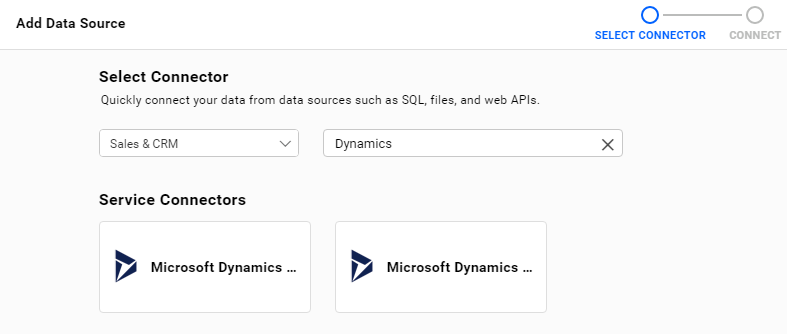 Add Data Source
SELECT CONNECTOR CONNECT
Select Connector
Quickly connect your data from data sources such as SQL, files, and web APIs.
Sales & CRM Dynamics
Service Connectors
Microsoft Dynamics ... Microsoft Dynamics ...